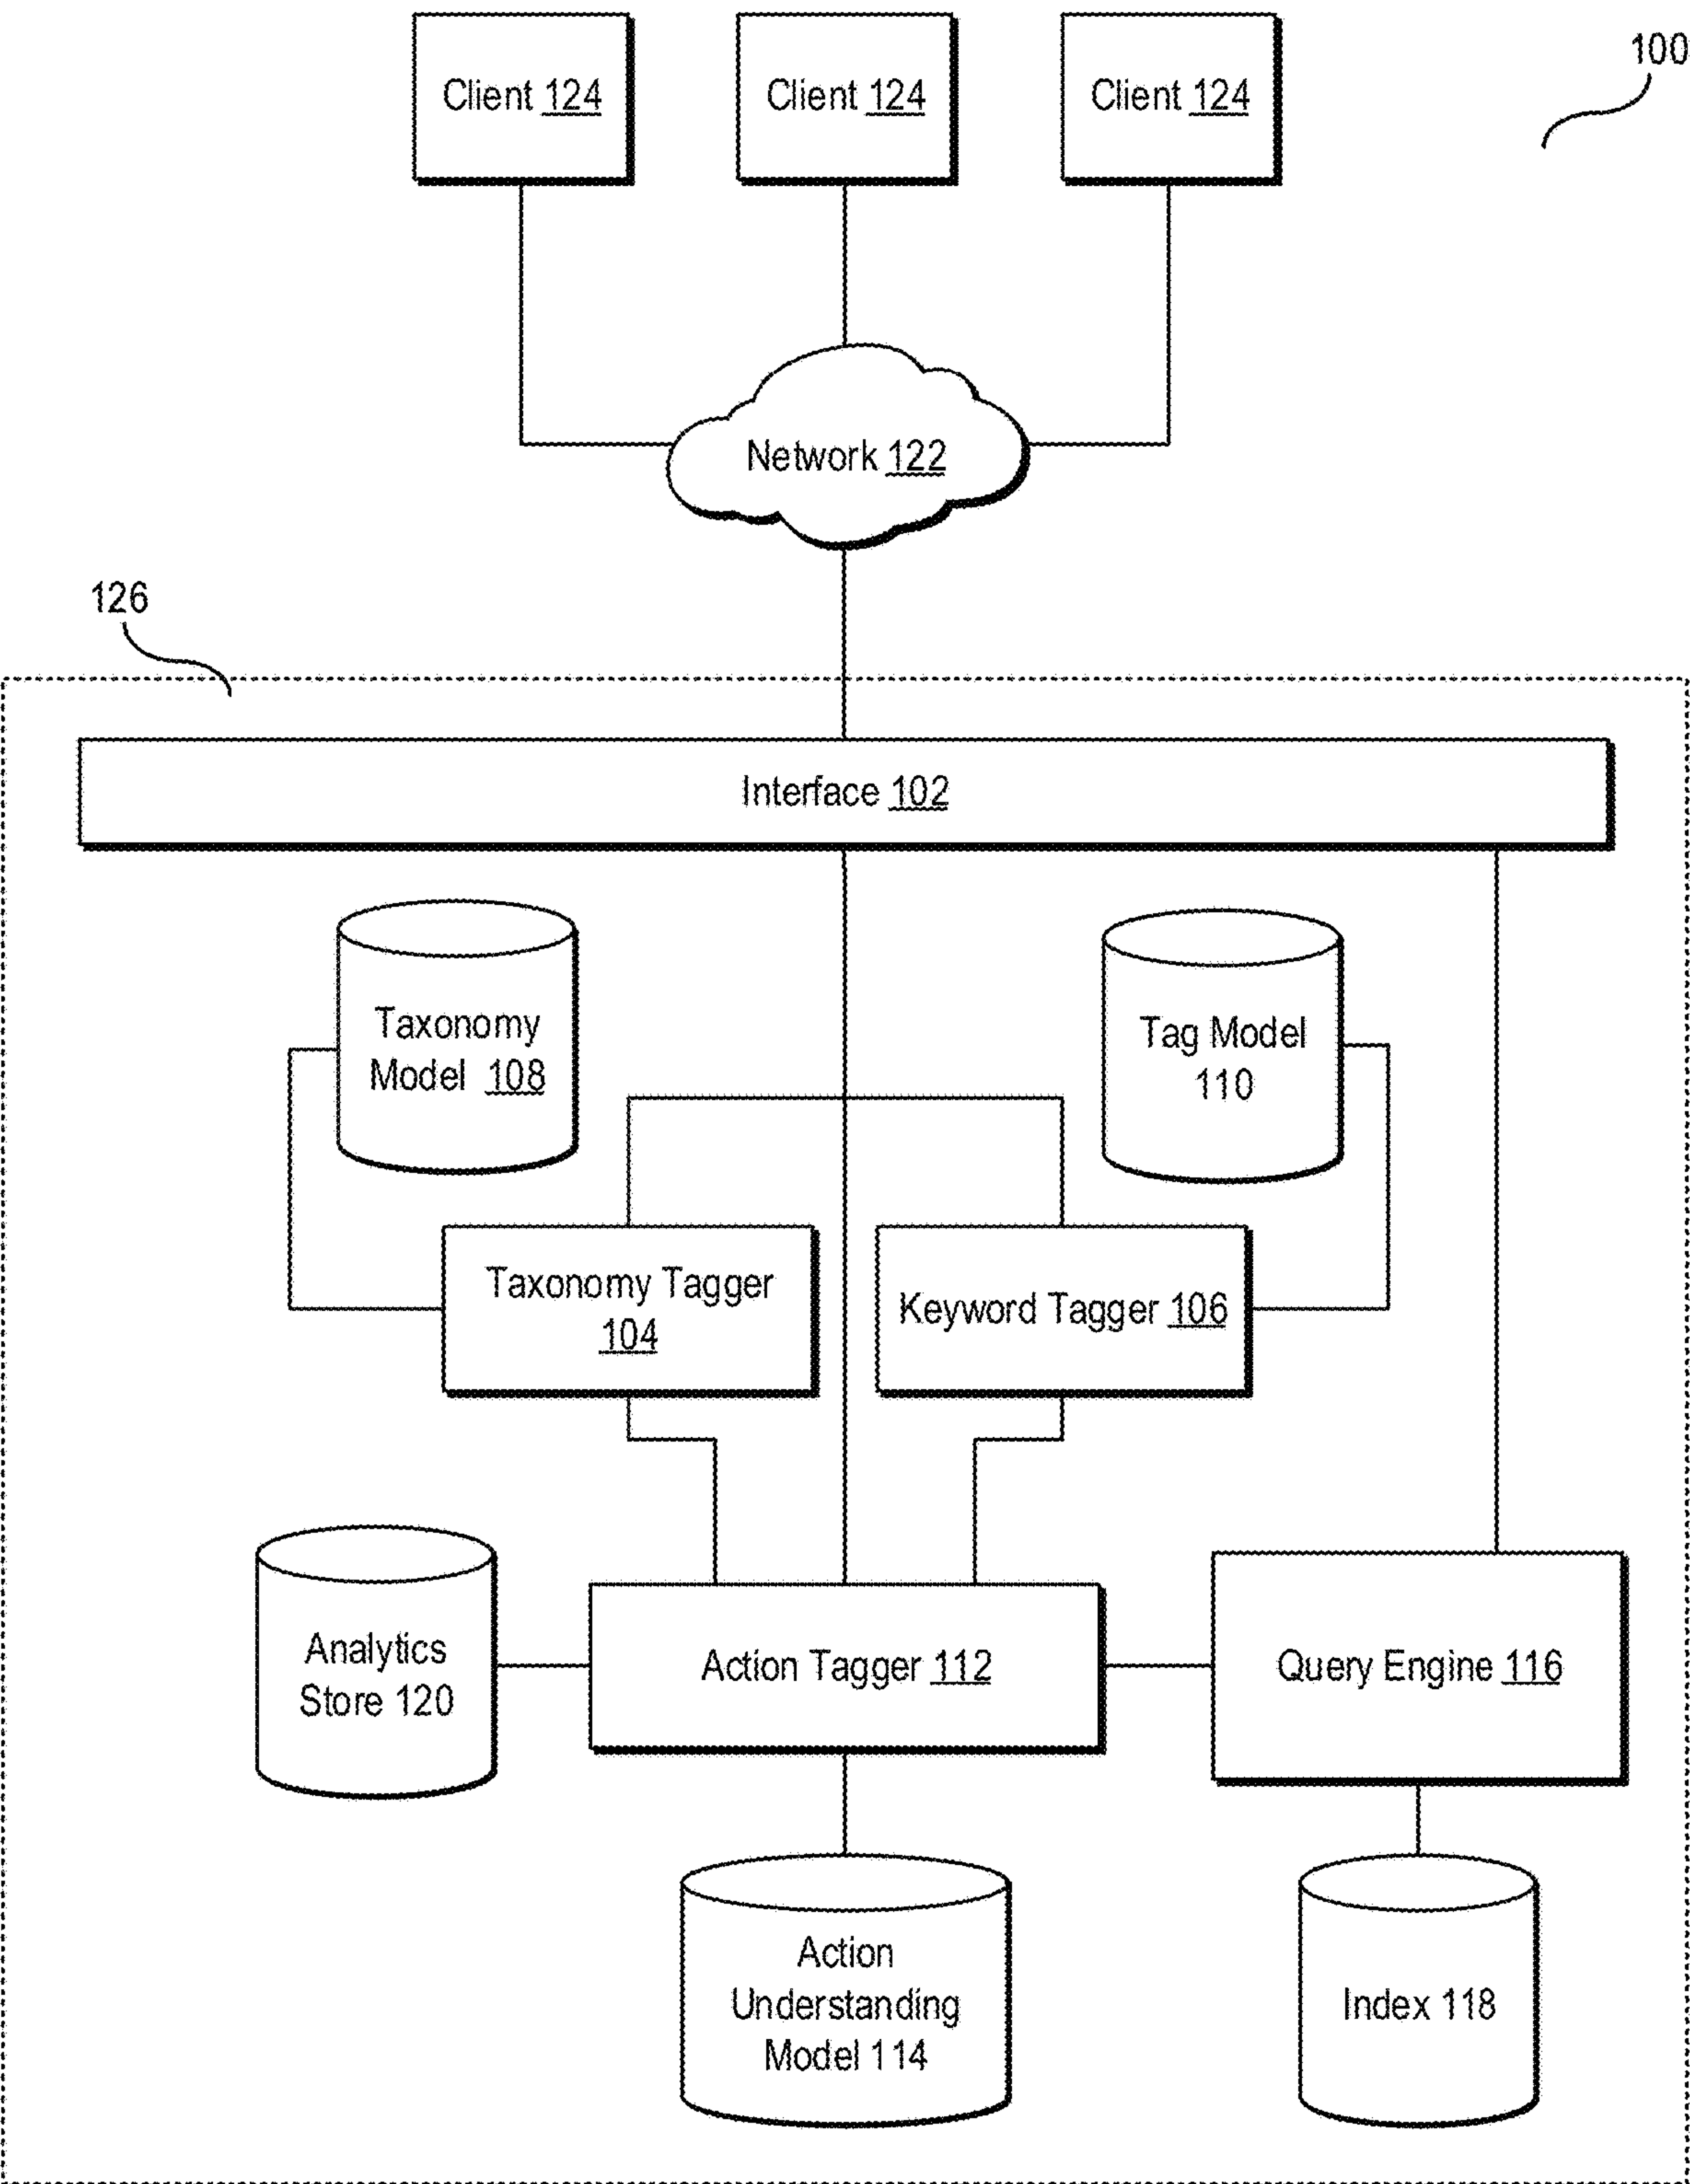 Client 124
Client 124
Client 124
100
Network 122
126
Interface 102
Taxonomy
Model 108
Tag Model
110
Taxonomy Tagger
104
Keyword Tagger 106
Analytics
Store 120
Action Tagger 112
Query Engine 116
Action
Understanding
Model 114
Index 118